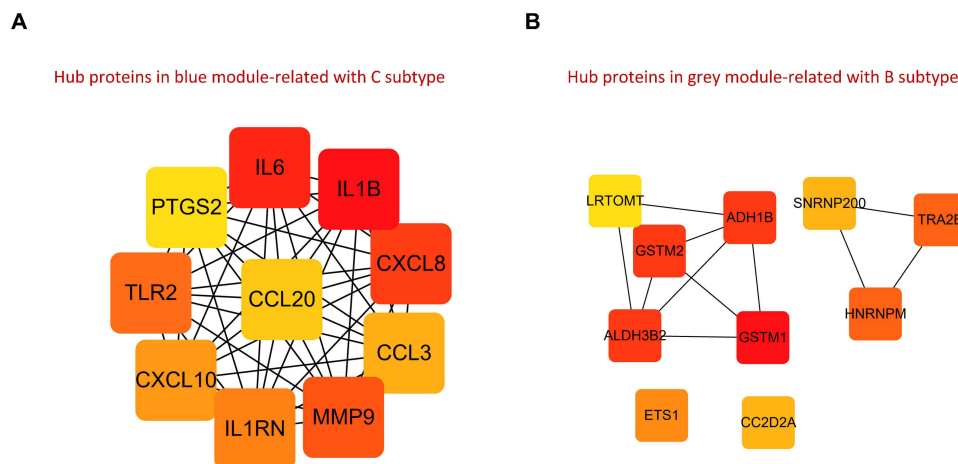 A
B
Hub proteins in blue module-related with C subtype
Hub proteins in grey module-related with B subtype
IL6
IL1B
PTGS2
CXCL8
TLR2
CCL20
CCL3
CXCL10
IL1RN
MMP9
LRTOMT
ADH1B
GSTM2
ALDH3B2
GSTM1
SNRNP200
HNRNPM
ETS1
CC2D2A